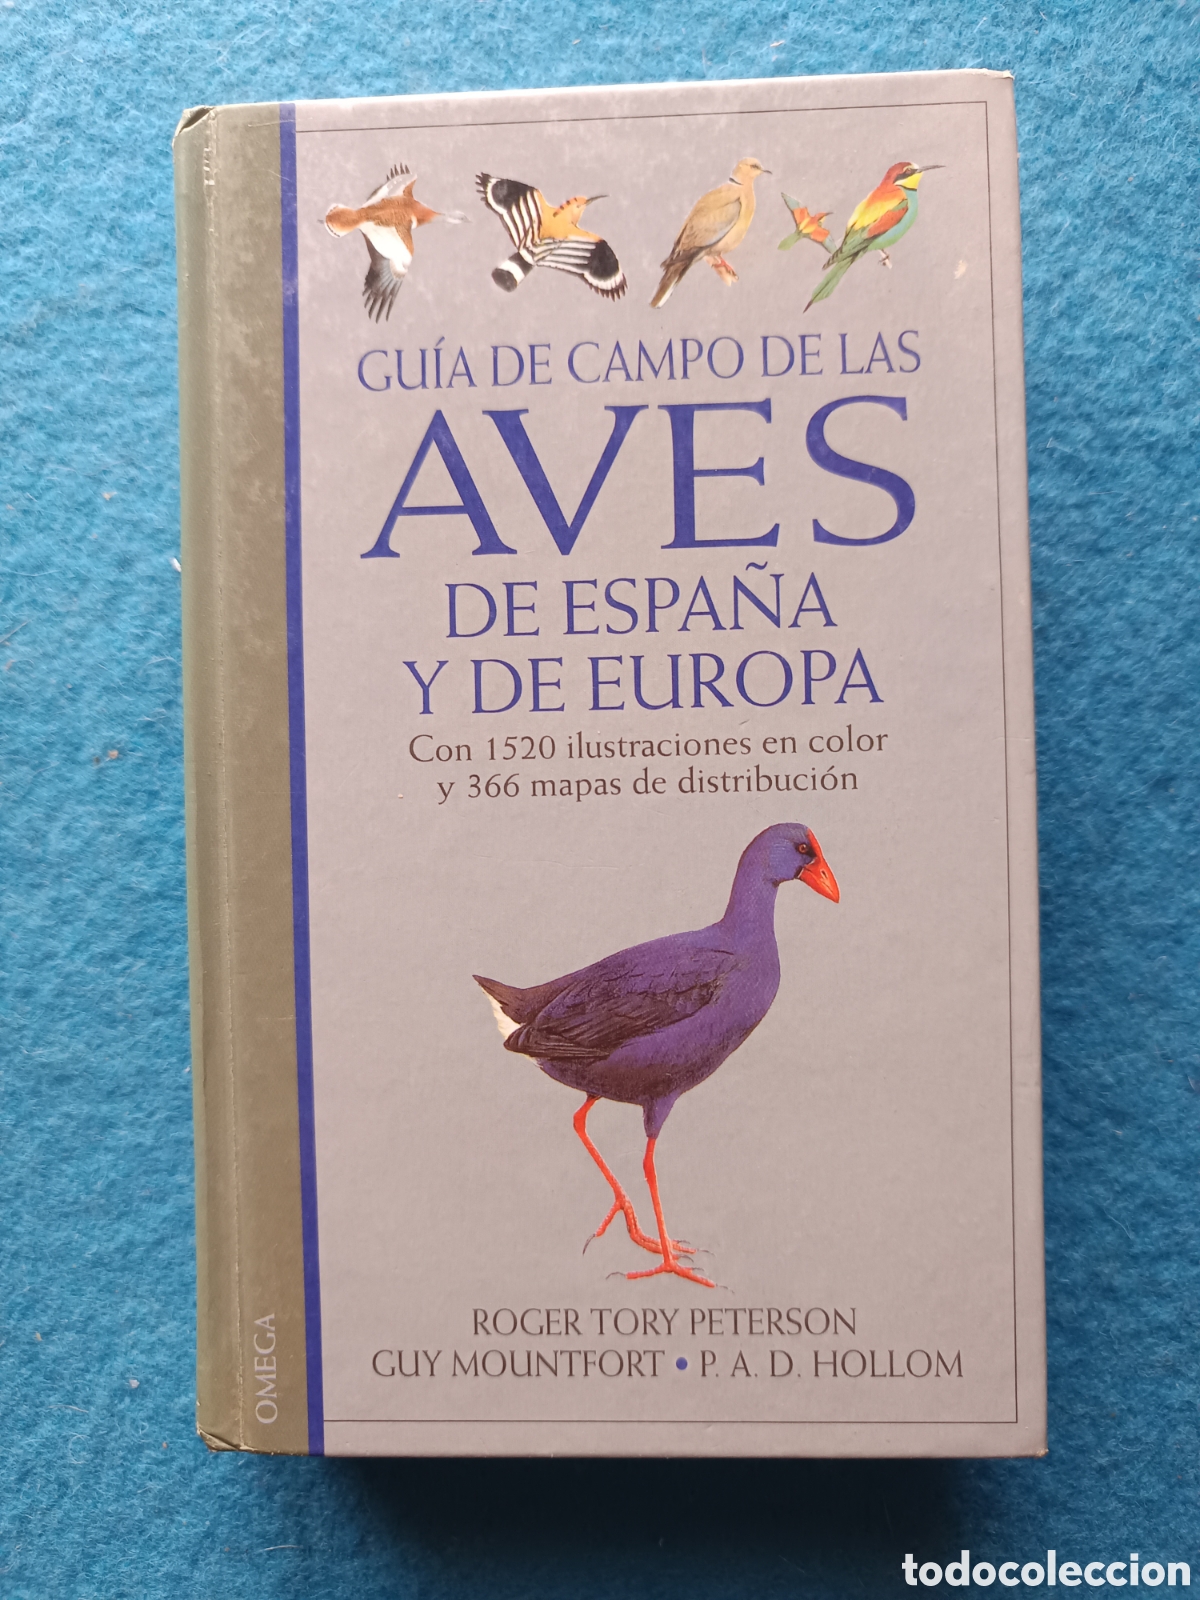 GUÍA DE CAMPO DE LAS
AVES
DE ESPAÑA
Y DE EUROPA
Con 1520 ilustraciones en color
y 366 mapas de distribución
ROGER TORY PETERSON
GUY MOUNTFORT • P. A. D. HOLLOM
OMEGA
todocoleccion